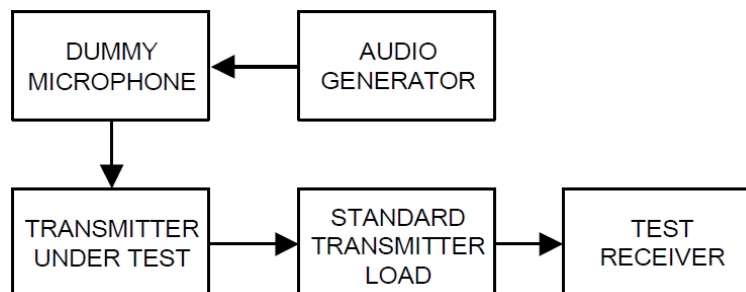 DUMMY
MICROPHONE
AUDIO
GENERATOR
TRANSMITTER
UNDER TEST
STANDARD
TRANSMITTER
LOAD
TEST
RECEIVER